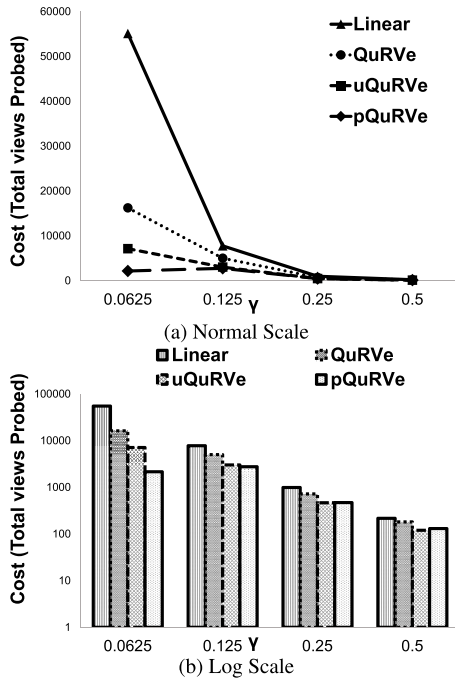 60000
50000
40000
30000
20000
10000
0
Cost (Total views Probed)
Linear
QuRVe
uQuRVe
pQuRVe
0.0625 0.125 0.25 0.5
γ
(a) Normal Scale
Linear QuRVe
uQuRVe pQuRVe
100000
10000
1000
100
10
1
Cost (Total views Probed)
0.0625 0.125 γ 0.25 0.5
(b) Log Scale